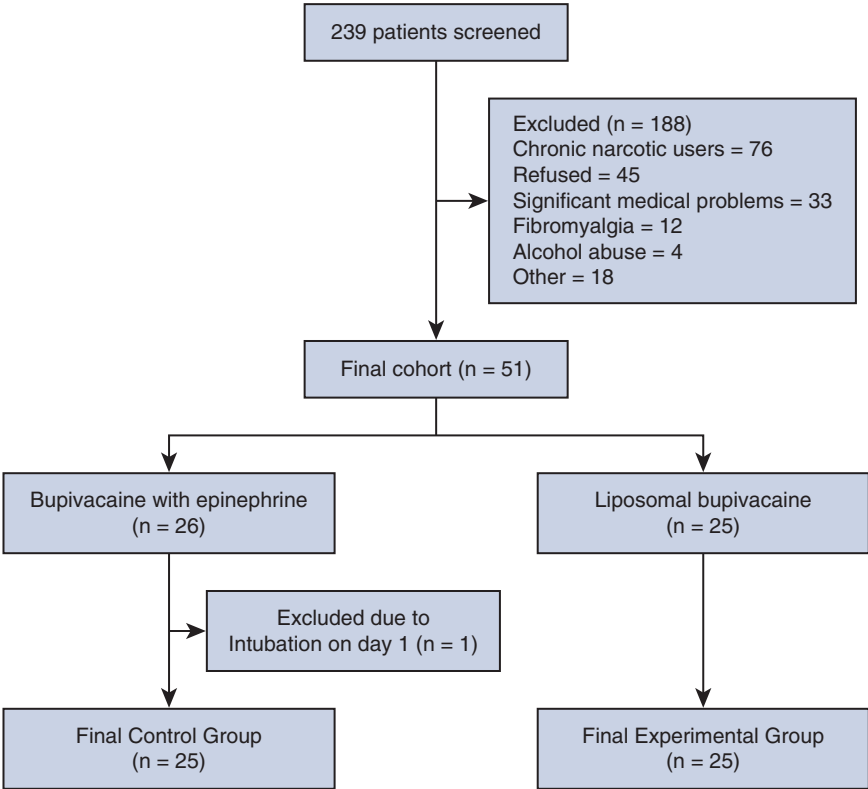 239 patients screened
Excluded (n = 188)
Chronic narcotic users = 76
Refused = 45
Significant medical problems = 33
Fibromyalgia = 12
Alcohol abuse = 4
Other = 18
Final cohort (n = 51)
Bupivacaine with epinephrine
(n = 26)
Liposomal bupivacaine
(n = 25)
Excluded due to
Intubation on day 1 (n = 1)
Final Control Group
(n = 25)
Final Experimental Group
(n = 25)